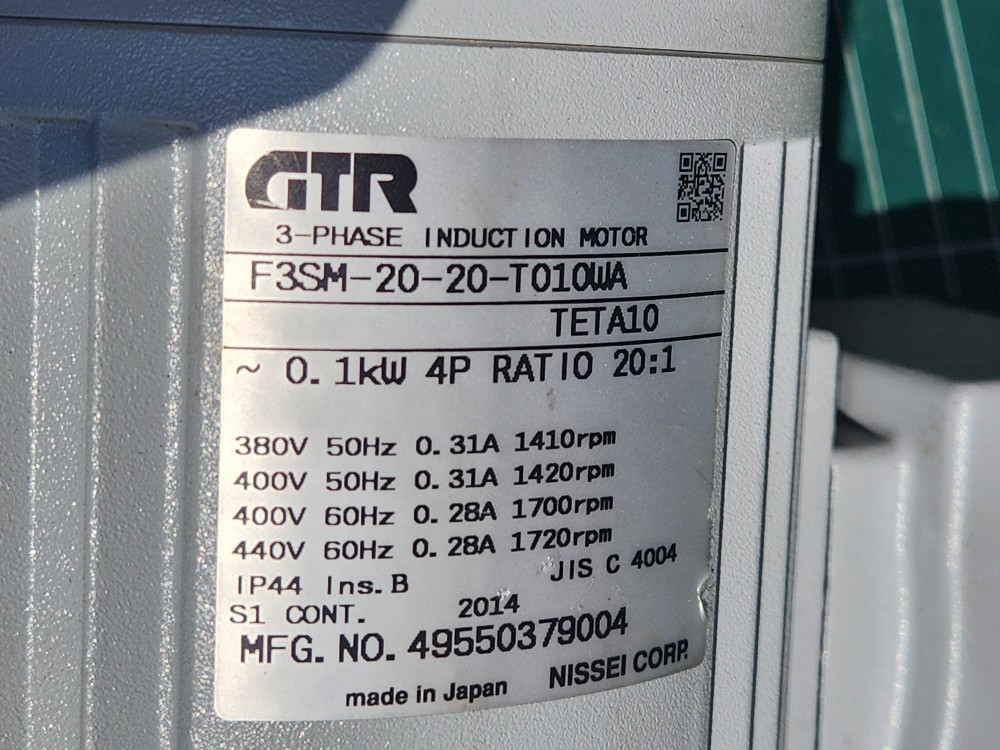 GTR
3-PHASE INDUCTION MOTOR
F3SM-20-20-T010WA
TETA10
~ 0.1kW 4P RATIO 20:1
380V 50Hz 0.31A 1410rpm
400V 50Hz 0.31A 1420rpm
400V 60Hz 0.28A 1700rpm
440V 60Hz 0.28A 1720rpm
IP44 Ins.B JIS C 4004
S1 CONT. 2014
MFG. NO. 49550379004
made in Japan NISSEI CORP.